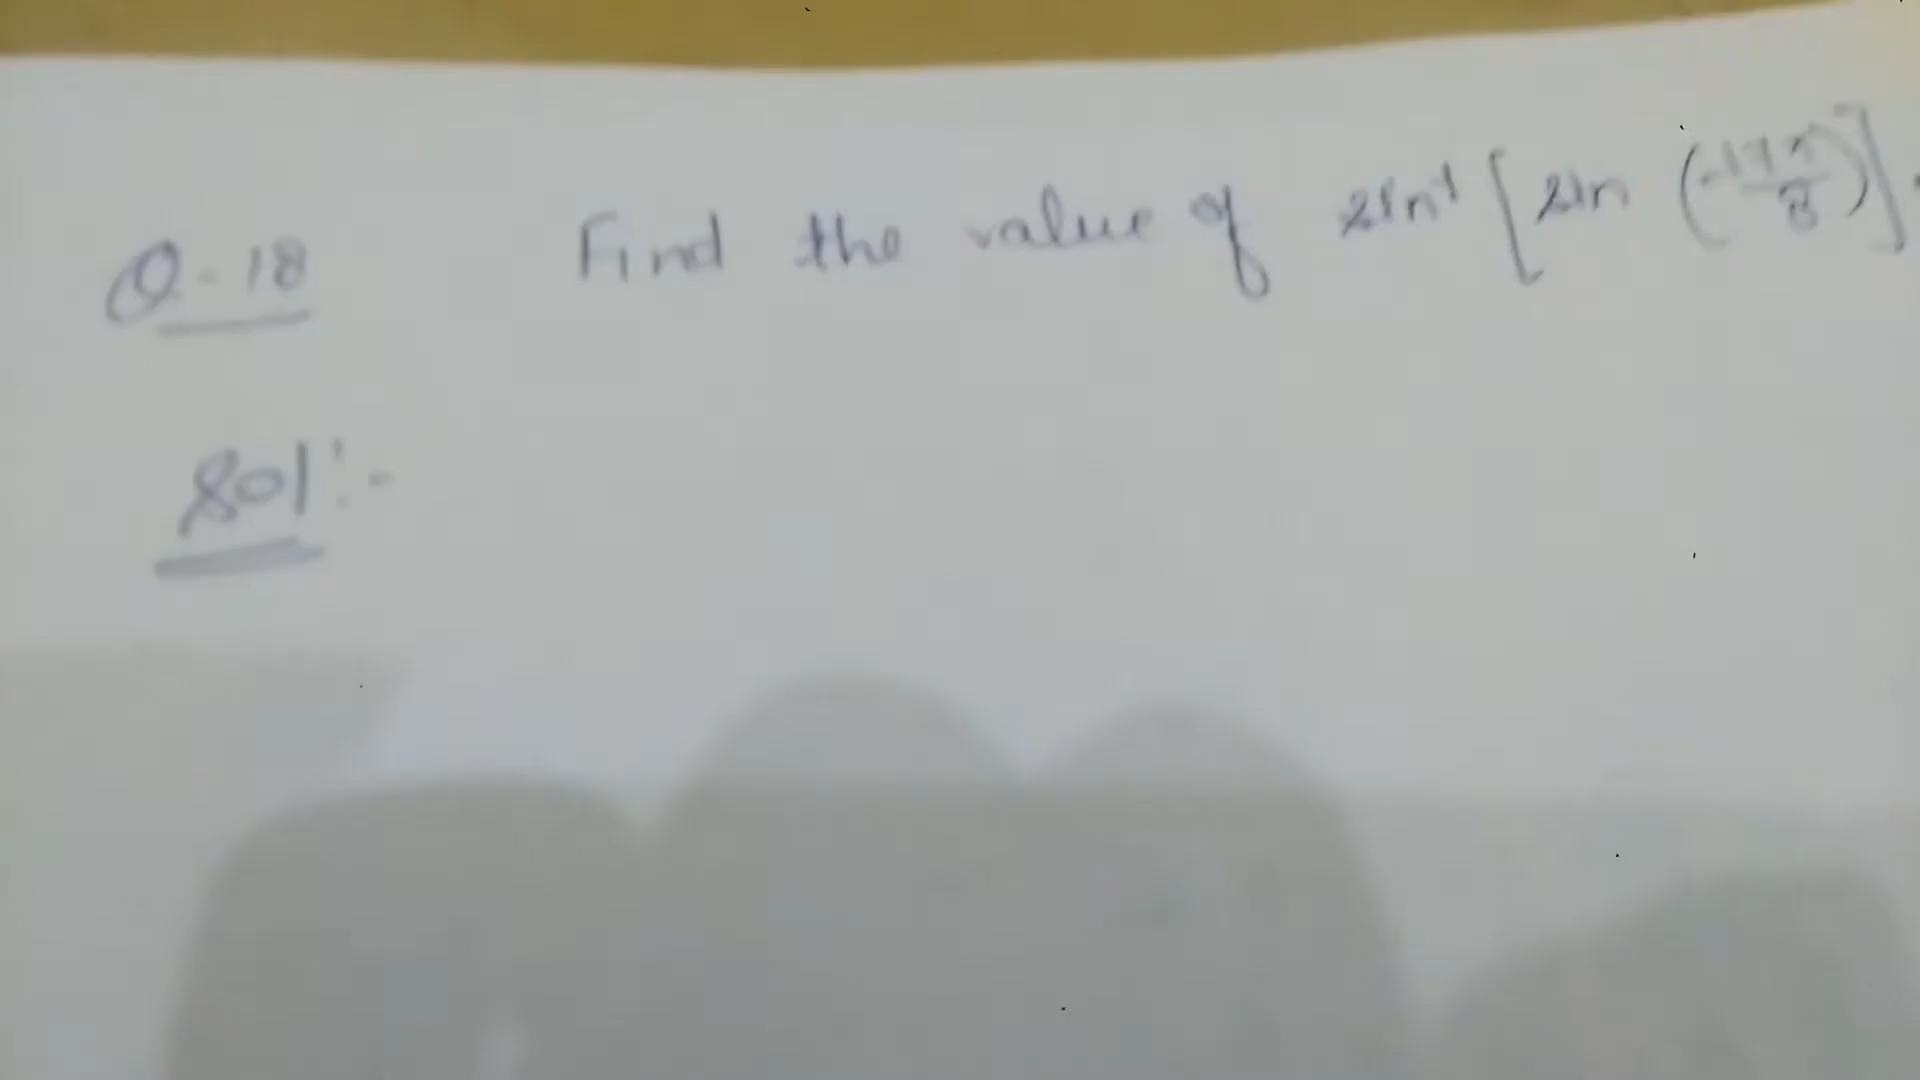 Q-18 Find the value of sin⁻¹ [sin (-17π/8)].
Sol:-